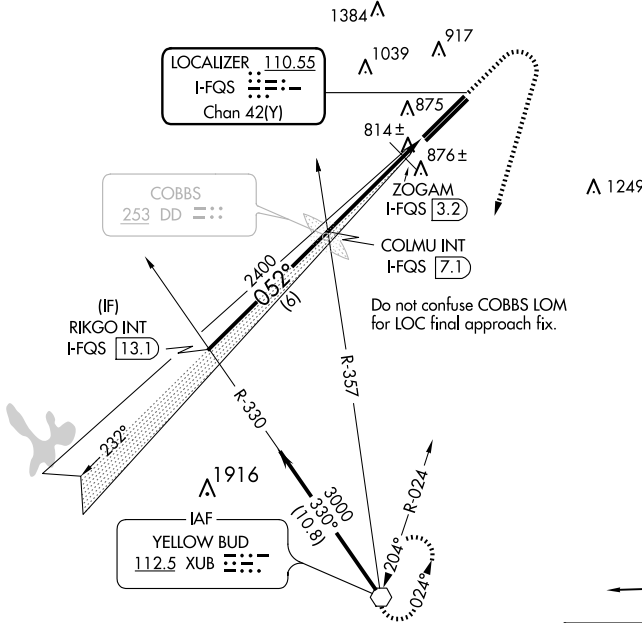 1384
1039
917
LOCALIZER 110.55
I-FQS
Chan 42(Y)
875
814±
876±
ZOGAM
I-FQS 3.2
1249
COBBS
253 DD
COLMU INT
I-FQS 7.1
2400
052°
(6)
Do not confuse COBBS LOM
for LOC final approach fix.
(IF)
RIKGO INT
I-FQS 13.1
R-357
R-330
232°
1916
3000
330°
(10.8)
R-024
204°
024°
IAF
YELLOW BUD
112.5 XUB